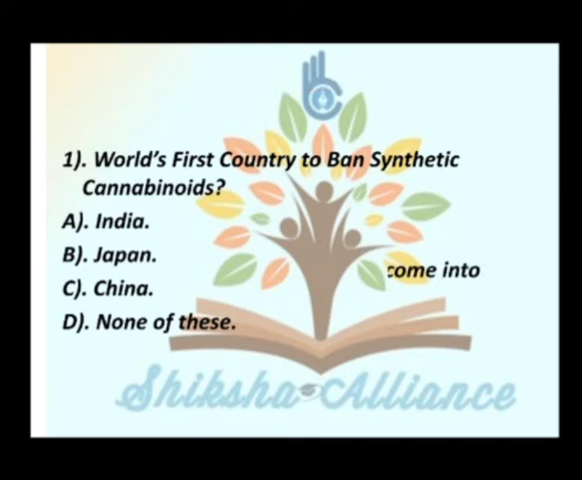 1). World's First Country to Ban Synthetic
Cannabinoids?
A). India.
B). Japan.
come into
C). China.
D). None of these.
Shiksha Alliance